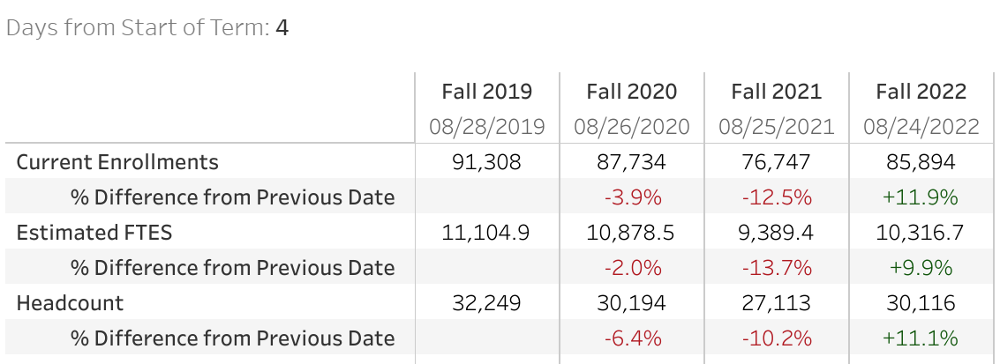 Days from Start of Term: 4
Fall 2019 Fall 2020 Fall 2021 Fall 2022
08/28/2019 08/26/2020 08/25/2021 08/24/2022
Current Enrollments 91,308 87,734 76,747 85,894
% Difference from Previous Date -3.9% -12.5% +11.9%
Estimated FTES 11,104.9 10,878.5 9,389.4 10,316.7
% Difference from Previous Date -2.0% -13.7% +9.9%
Headcount 32,249 30,194 27,113 30,116
% Difference from Previous Date -6.4% -10.2% +11.1%